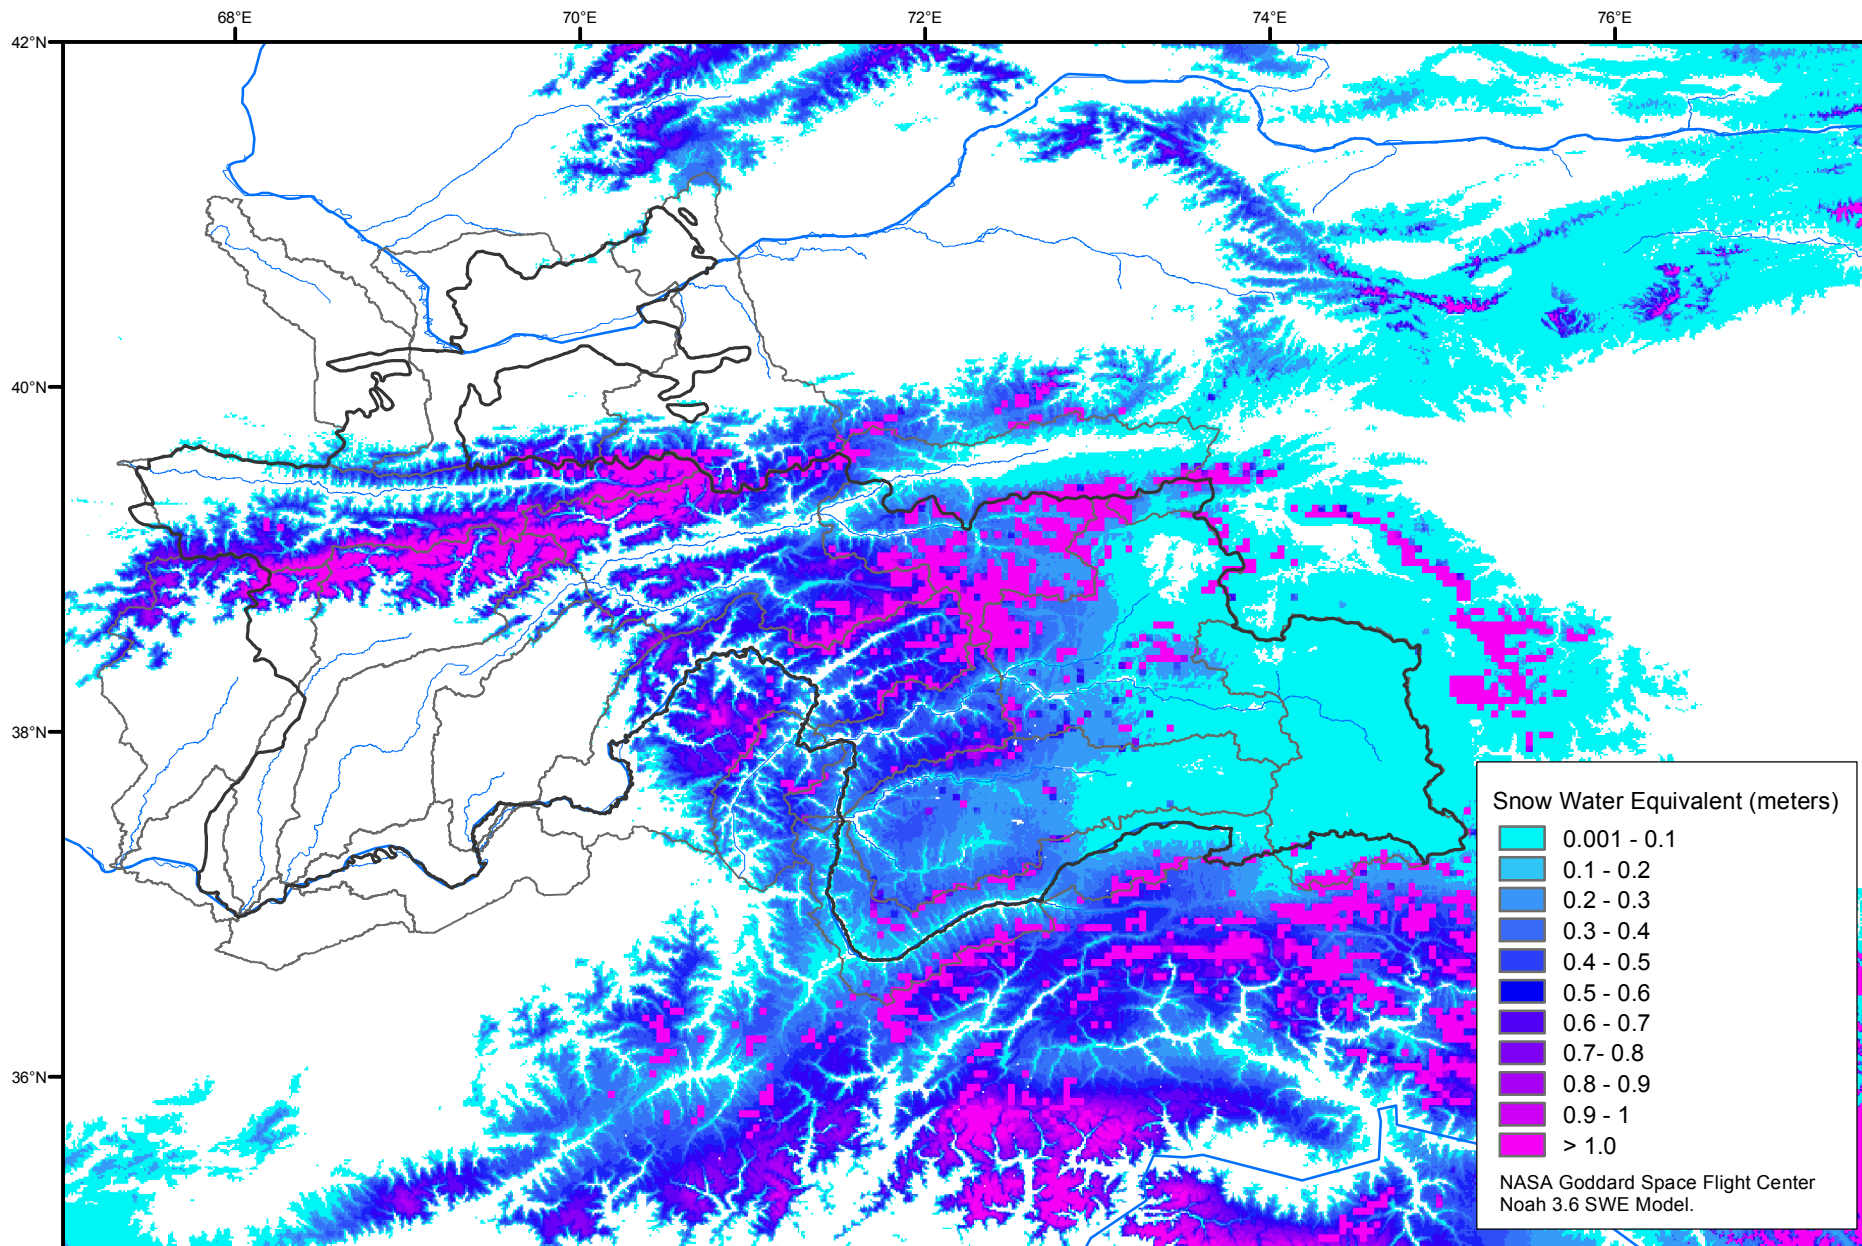 68°E 70°E 72°E 74°E 76°E
42°N
40°N
38°N
36°N
Snow Water Equivalent (meters)
0.001 - 0.1
0.1 - 0.2
0.2 - 0.3
0.3 - 0.4
0.4 - 0.5
0.5 - 0.6
0.6 - 0.7
0.7- 0.8
0.8 - 0.9
0.9 - 1
> 1.0
NASA Goddard Space Flight Center
Noah 3.6 SWE Model.